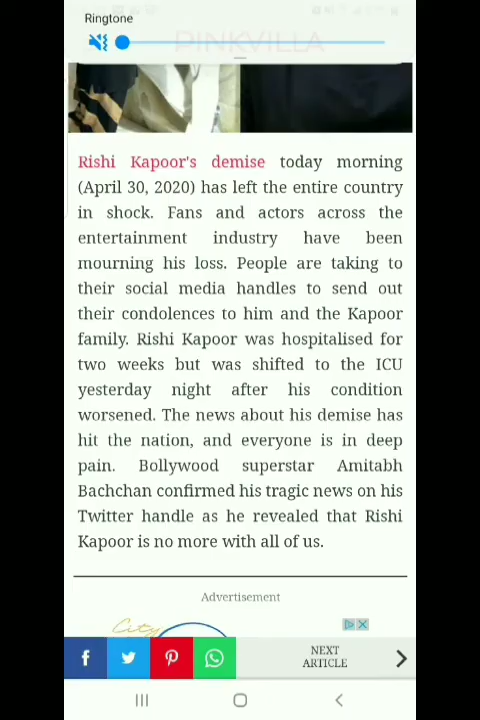 Ringtone
PINKVILLA
Rishi Kapoor's demise today morning
(April 30, 2020) has left the entire country
in shock. Fans and actors across the
entertainment industry have been
mourning his loss. People are taking to
their social media handles to send out
their condolences to him and the Kapoor
family. Rishi Kapoor was hospitalised for
two weeks but was shifted to the ICU
yesterday night after his condition
worsened. The news about his demise has
hit the nation, and everyone is in deep
pain. Bollywood superstar Amitabh
Bachchan confirmed his tragic news on his
Twitter handle as he revealed that Rishi
Kapoor is no more with all of us.
Advertisement
City
NEXT
ARTICLE